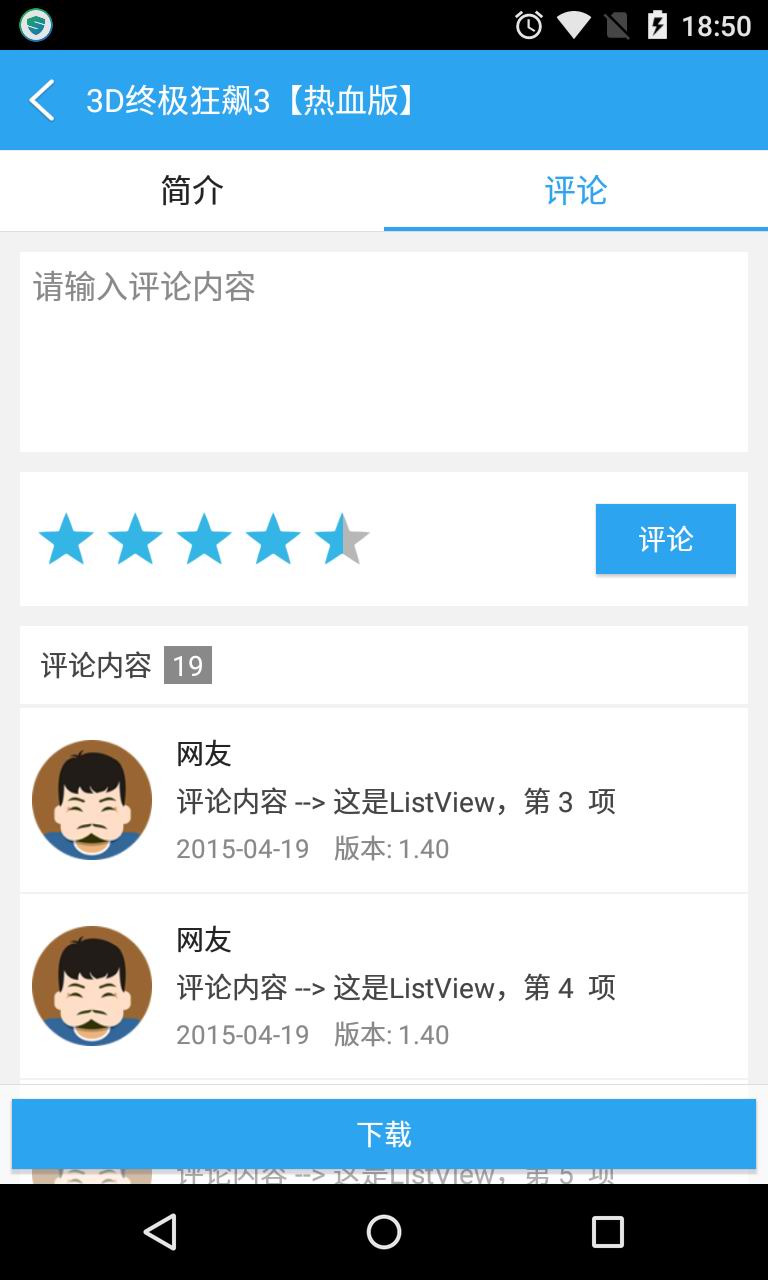 18:50
3D终极狂飙3【热血版】
简介
评论
请输入评论内容
评论
评论内容 19
网友
评论内容 --> 这是ListView，第 3 项
2015-04-19 版本: 1.40
网友
评论内容 --> 这是ListView，第 4 项
2015-04-19 版本: 1.40
下载
评论内容 --> 这是ListView，第 5 项